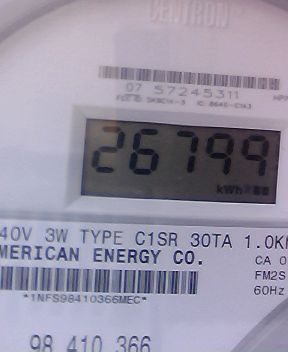 CENTRON®
07 57245311
26799
kWh
40V 3W TYPE C1SR 30TA 1.0K
MERICAN ENERGY CO.
CA 0
FM2S
60Hz
*1NFS98410366MEC*
98 410 366